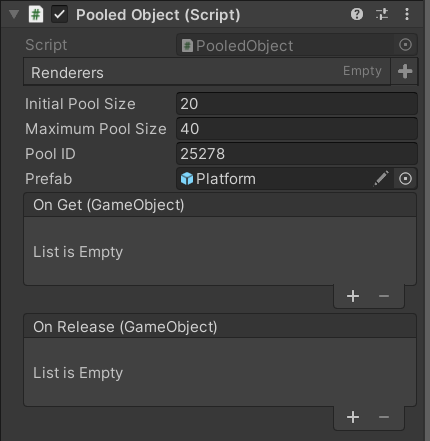 Pooled Object (Script)
Script PooledObject
Renderers Empty
Initial Pool Size 20
Maximum Pool Size 40
Pool ID 25278
Prefab Platform
On Get (GameObject)
List is Empty
On Release (GameObject)
List is Empty